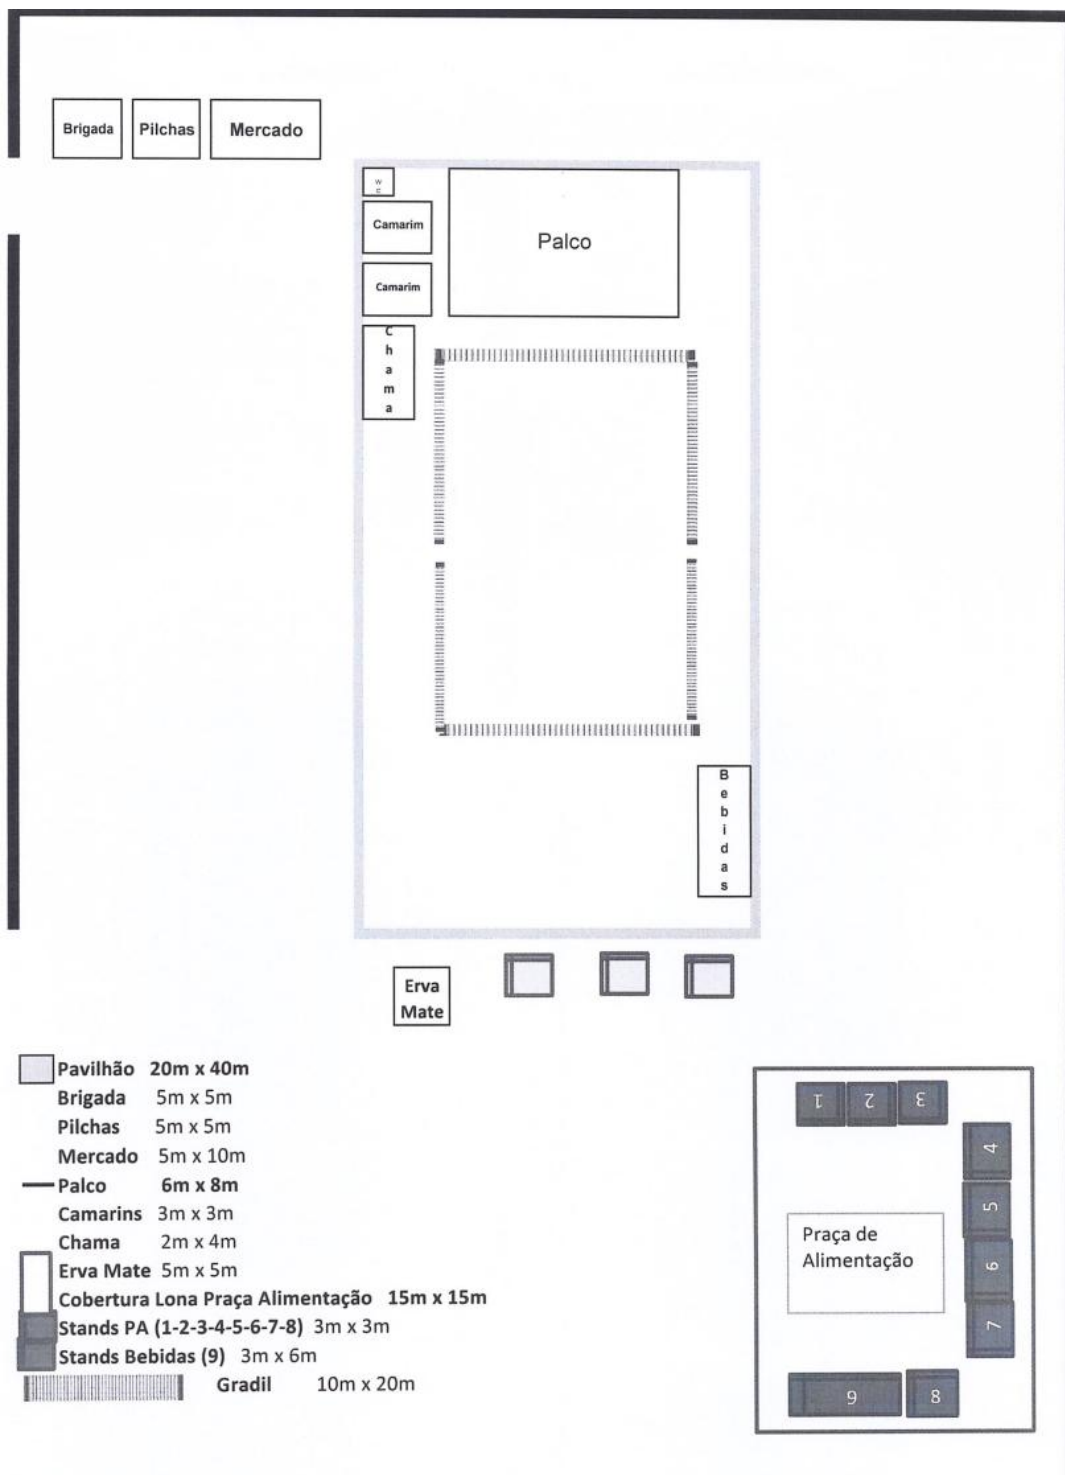 Brigada
Pilchas
Mercado
wc
Camarim
Palco
Camarim
Chama
Bebidas
Erva
Mate
Pavilhão 20m x 40m
Brigada 5m x 5m
Pilchas 5m x 5m
Mercado 5m x 10m
Palco 6m x 8m
Camarins 3m x 3m
Chama 2m x 4m
Erva Mate 5m x 5m
Cobertura Lona Praça Alimentação 15m x 15m
Stands PA (1-2-3-4-5-6-7-8) 3m x 3m
Stands Bebidas (9) 3m x 6m
Gradil 10m x 20m
1
2
3
4
5
Praça de
Alimentação
6
7
9
8